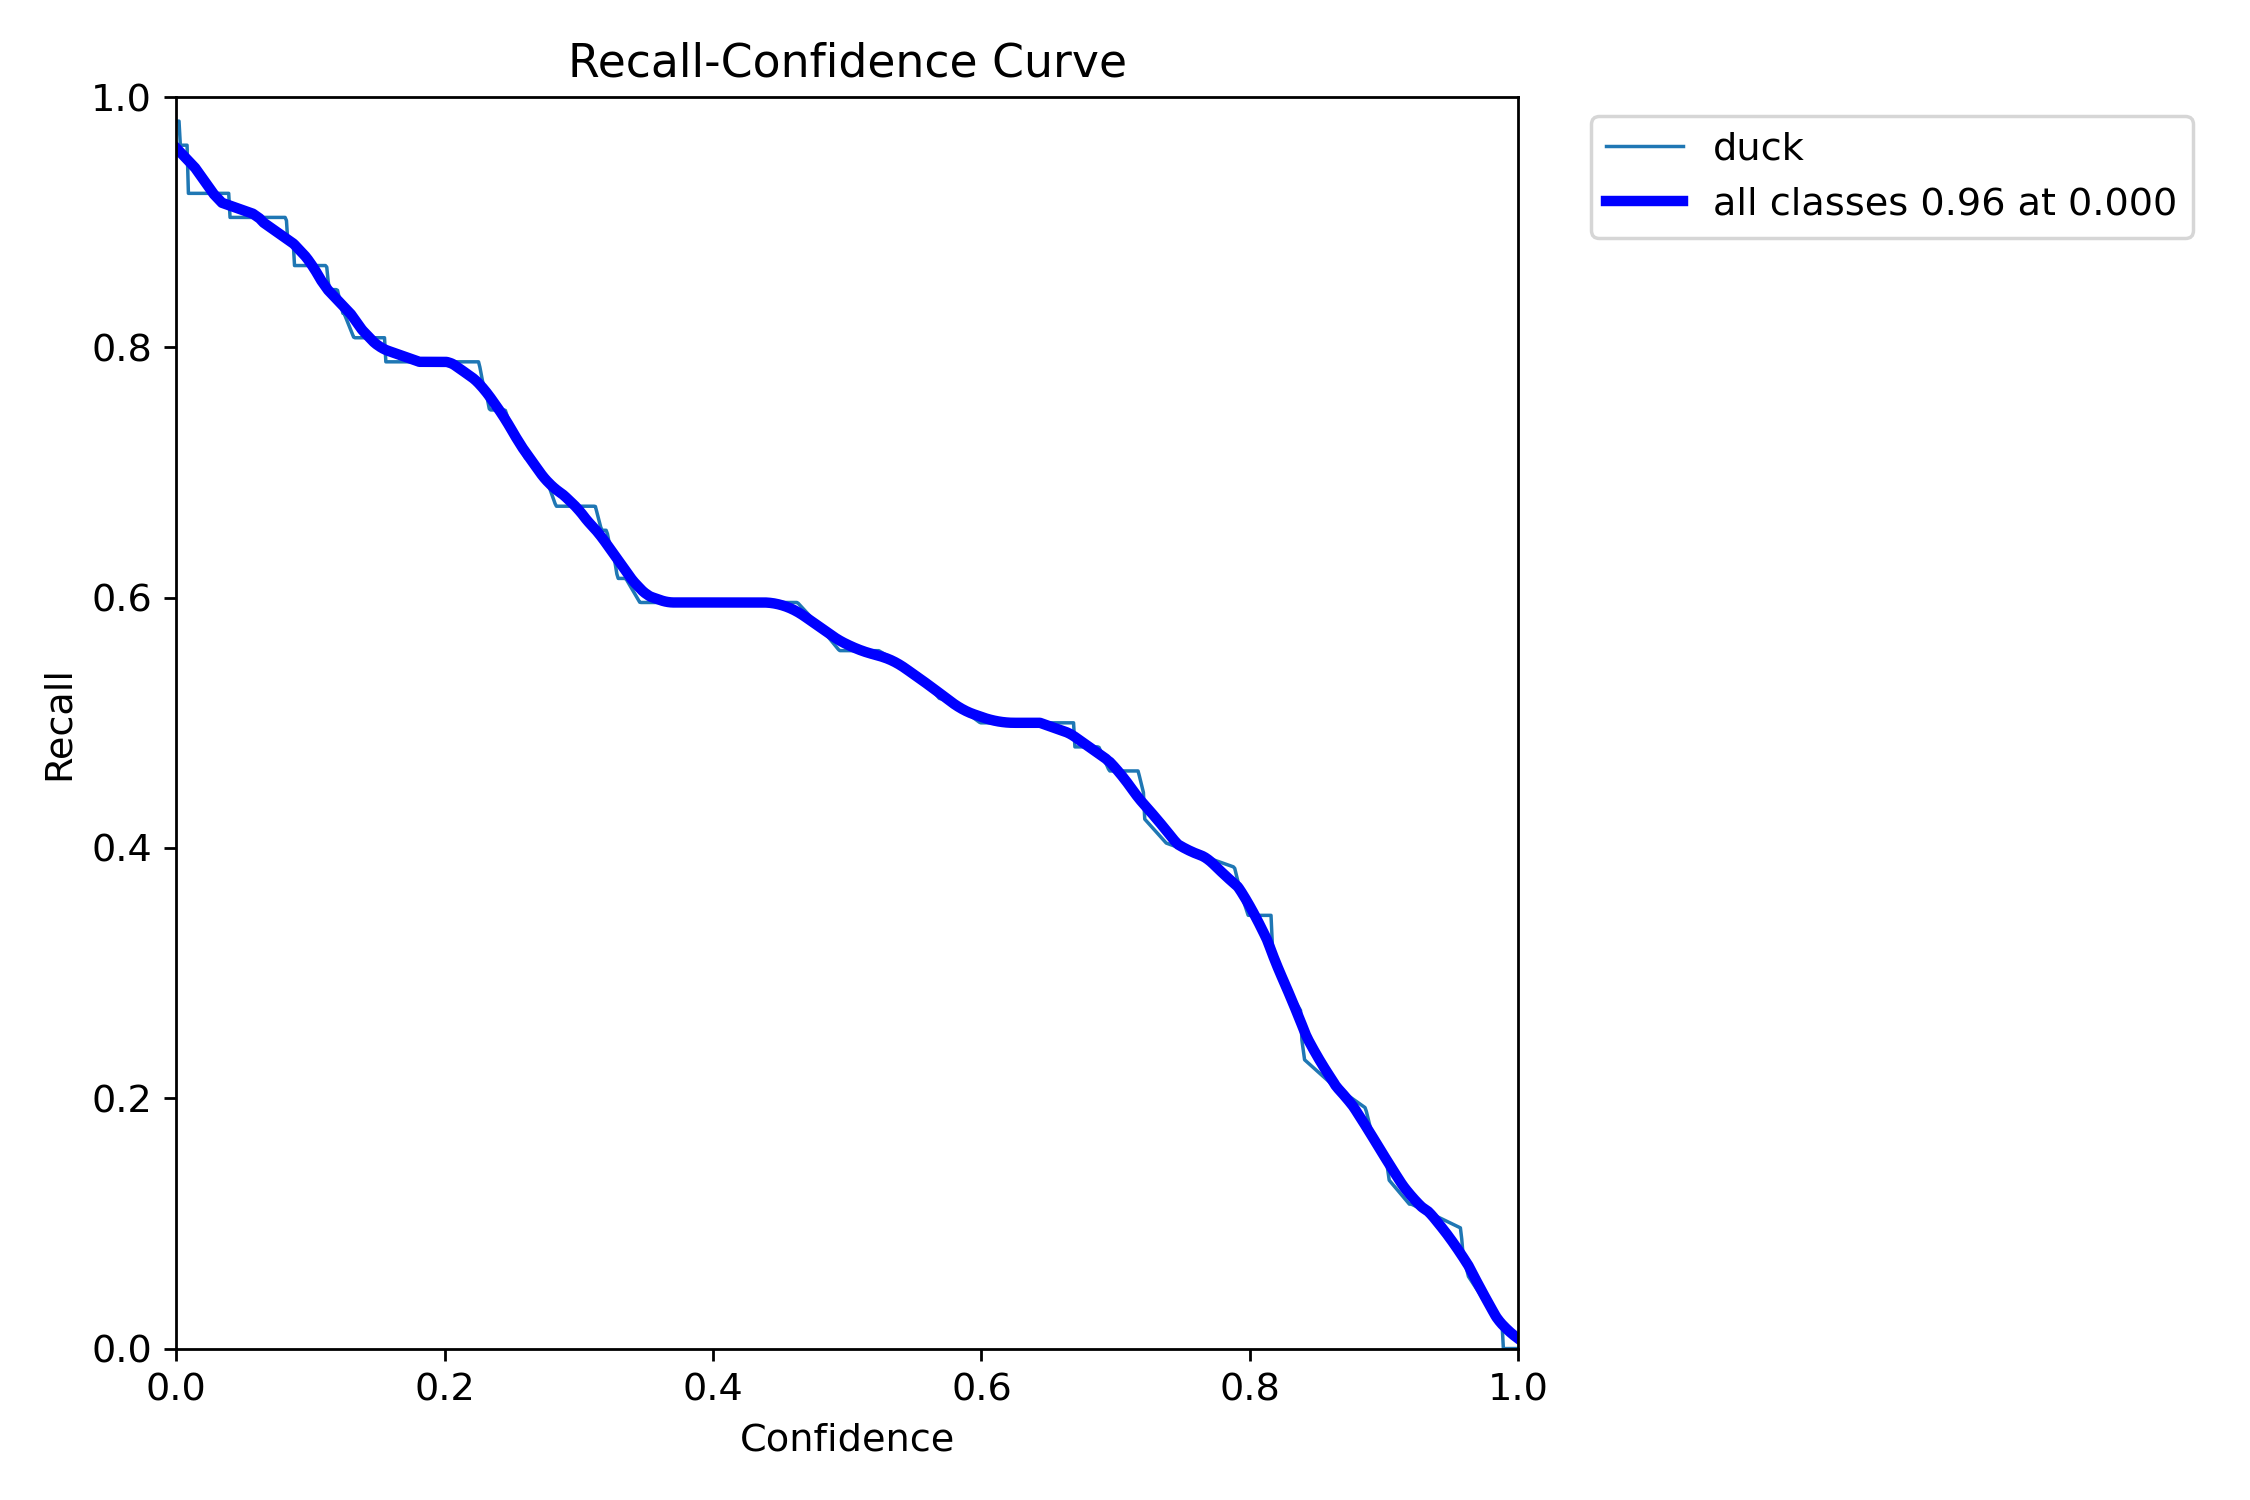 Recall-Confidence Curve
1.0
0.8
0.6
0.4
0.2
0.0
Recall
0.0 0.2 0.4 0.6 0.8 1.0
Confidence
duck
all classes 0.96 at 0.000